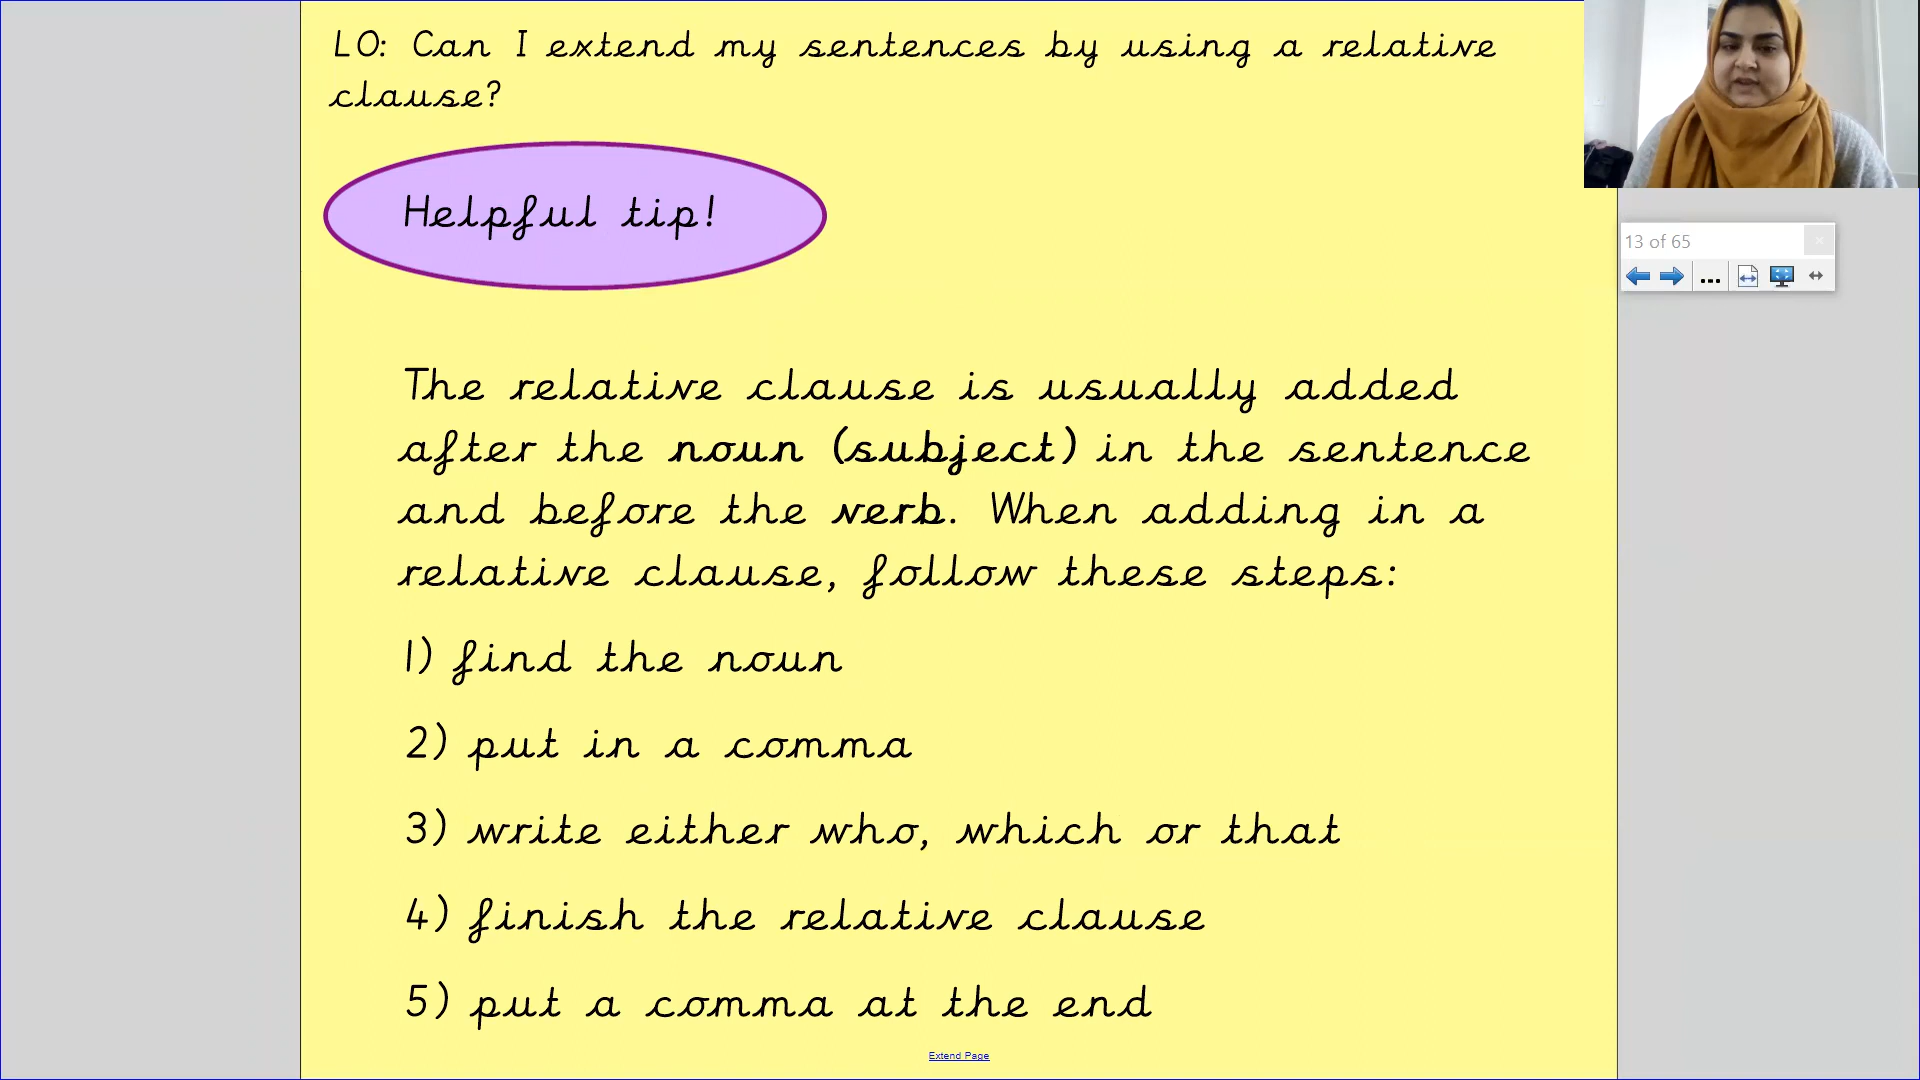 LO: Can I extend my sentences by using a relative
clause?
Helpful tip!
13 of 65
The relative clause is usually added
after the noun (subject) in the sentence
and before the verb. When adding in a
relative clause, follow these steps:
1) find the noun
2) put in a comma
3) write either who, which or that
4) finish the relative clause
5) put a comma at the end
Extend Page